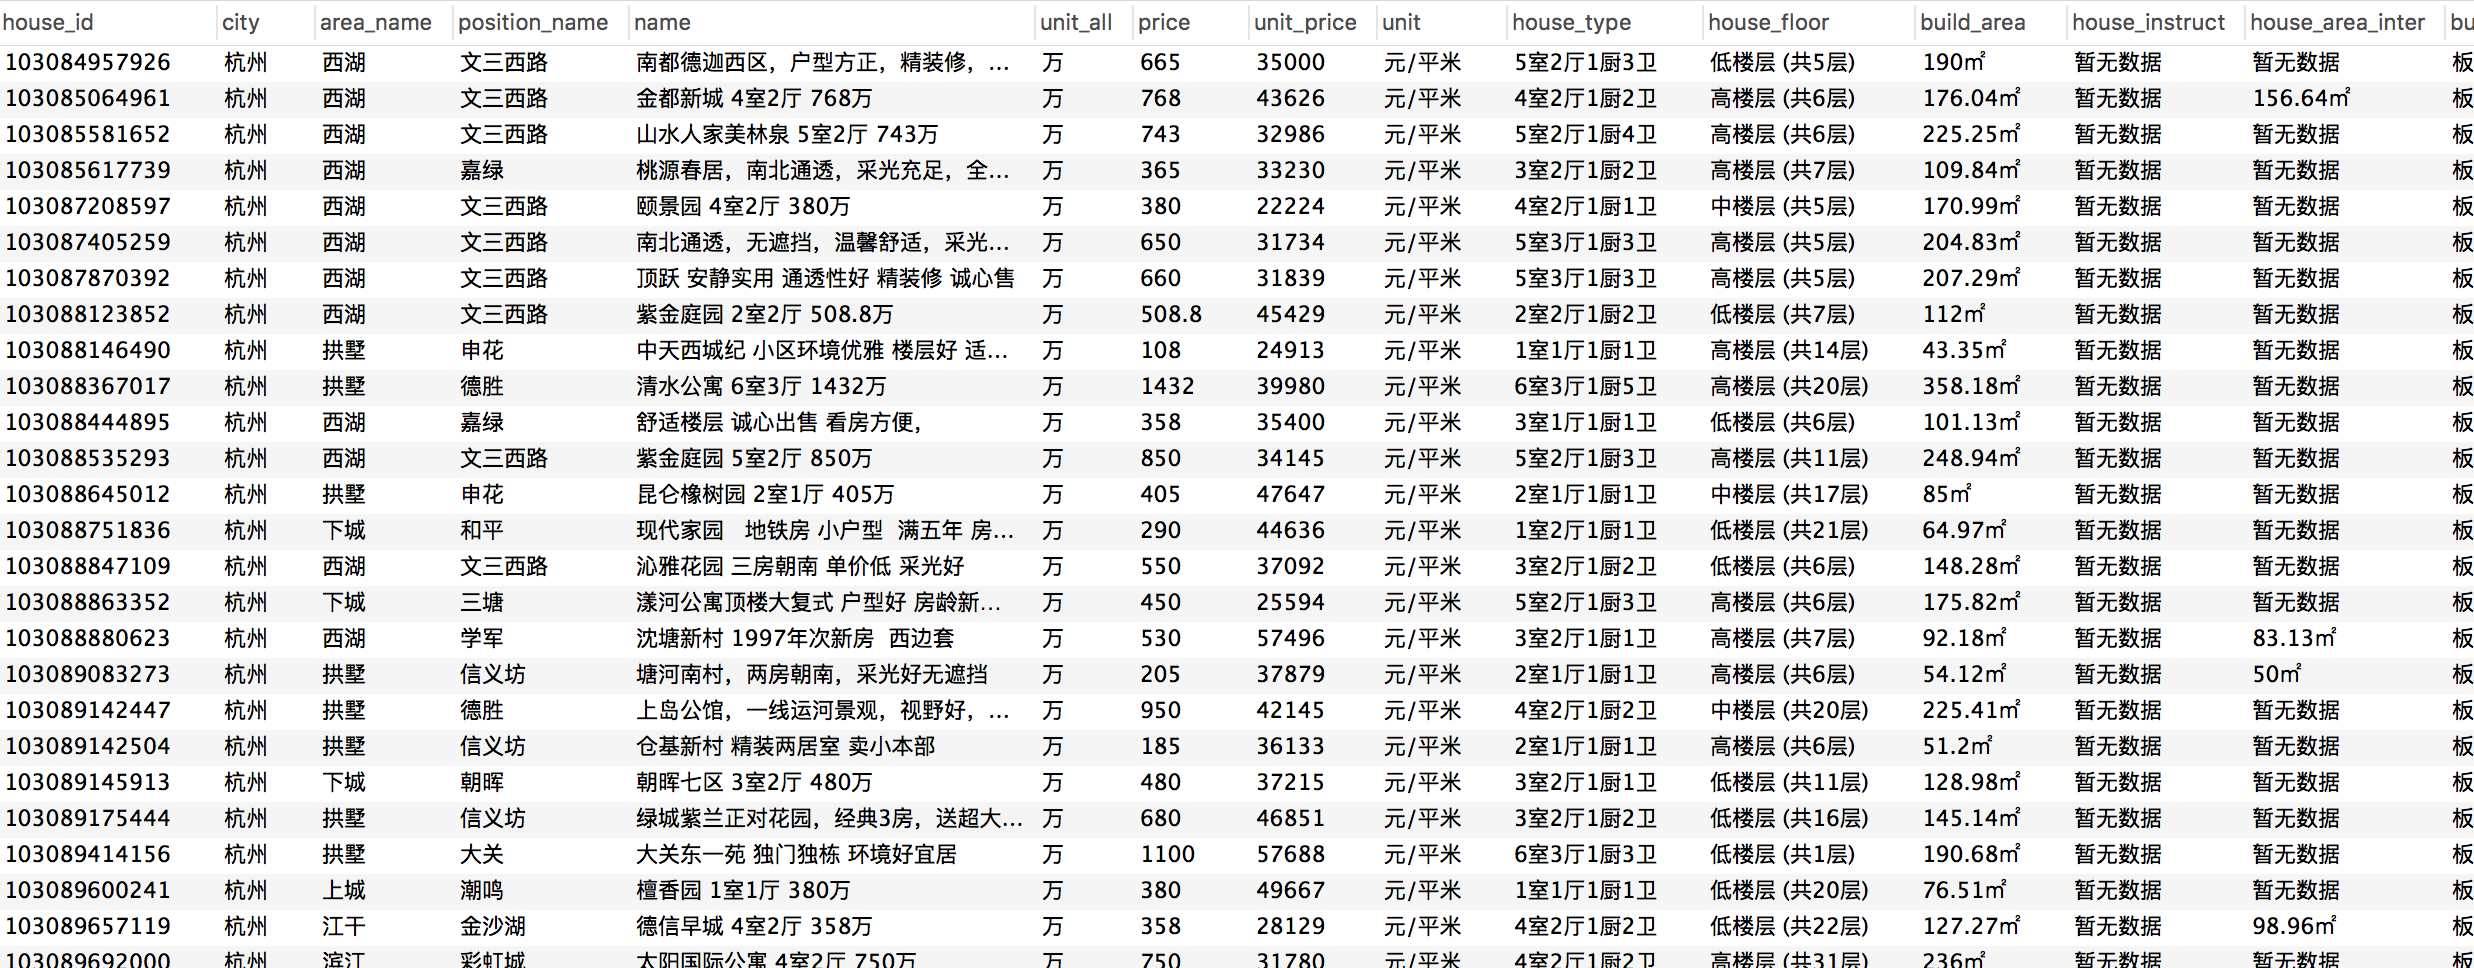 house_id city area_name position_name name unit_all price unit_price unit house_type house_floor build_area house_instruct house_area_inter bu
103084957926 杭州 西湖 文三西路 南都德迦西区，户型方正，精装修，... 万 665 35000 元/平米 5室2厅1厨3卫 低楼层 (共5层) 190㎡ 暂无数据 暂无数据 板
103085064961 杭州 西湖 文三西路 金都新城 4室2厅 768万 万 768 43626 元/平米 4室2厅1厨2卫 高楼层 (共6层) 176.04㎡ 暂无数据 156.64㎡ 板
103085581652 杭州 西湖 文三西路 山水人家美林泉 5室2厅 743万 万 743 32986 元/平米 5室2厅1厨4卫 高楼层 (共6层) 225.25㎡ 暂无数据 暂无数据 板
103085617739 杭州 西湖 嘉绿 桃源春居，南北通透，采光充足，全... 万 365 33230 元/平米 3室2厅1厨2卫 高楼层 (共7层) 109.84㎡ 暂无数据 暂无数据 板
103087208597 杭州 西湖 文三西路 颐景园 4室2厅 380万 万 380 22224 元/平米 4室2厅1厨1卫 中楼层 (共5层) 170.99㎡ 暂无数据 暂无数据 板
103087405259 杭州 西湖 文三西路 南北通透，无遮挡，温馨舒适，采光... 万 650 31734 元/平米 5室3厅1厨3卫 高楼层 (共5层) 204.83㎡ 暂无数据 暂无数据 板
103087870392 杭州 西湖 文三西路 顶跃 安静实用 通透性好 精装修 诚心售 万 660 31839 元/平米 5室3厅1厨3卫 高楼层 (共5层) 207.29㎡ 暂无数据 暂无数据 板
103088123852 杭州 西湖 文三西路 紫金庭园 2室2厅 508.8万 万 508.8 45429 元/平米 2室2厅1厨2卫 低楼层 (共7层) 112㎡ 暂无数据 暂无数据 板
103088146490 杭州 拱墅 申花 中天西城纪 小区环境优雅 楼层好 适... 万 108 24913 元/平米 1室1厅1厨1卫 高楼层 (共14层) 43.35㎡ 暂无数据 暂无数据 板
103088367017 杭州 拱墅 德胜 清水公寓 6室3厅 1432万 万 1432 39980 元/平米 6室3厅1厨5卫 高楼层 (共20层) 358.18㎡ 暂无数据 暂无数据 板
103088444895 杭州 西湖 嘉绿 舒适楼层 诚心出售 看房方便， 万 358 35400 元/平米 3室1厅1厨1卫 低楼层 (共6层) 101.13㎡ 暂无数据 暂无数据 板
103088535293 杭州 西湖 文三西路 紫金庭园 5室2厅 850万 万 850 34145 元/平米 5室2厅1厨3卫 高楼层 (共11层) 248.94㎡ 暂无数据 暂无数据 板
103088645012 杭州 拱墅 申花 昆仑橡树园 2室1厅 405万 万 405 47647 元/平米 2室1厅1厨1卫 中楼层 (共17层) 85㎡ 暂无数据 暂无数据 板
103088751836 杭州 下城 和平 现代家园 地铁房 小户型 满五年 房... 万 290 44636 元/平米 1室2厅1厨1卫 低楼层 (共21层) 64.97㎡ 暂无数据 暂无数据 板
103088847109 杭州 西湖 文三西路 沁雅花园 三房朝南 单价低 采光好 万 550 37092 元/平米 3室2厅1厨2卫 低楼层 (共6层) 148.28㎡ 暂无数据 暂无数据 板
103088863352 杭州 下城 三塘 漾河公寓顶楼大复式 户型好 房龄新... 万 450 25594 元/平米 5室2厅1厨3卫 高楼层 (共6层) 175.82㎡ 暂无数据 暂无数据 板
103088880623 杭州 西湖 学军 沈塘新村 1997年次新房 西边套 万 530 57496 元/平米 3室2厅1厨1卫 高楼层 (共7层) 92.18㎡ 暂无数据 83.13㎡ 板
103089083273 杭州 拱墅 信义坊 塘河南村，两房朝南，采光好无遮挡 万 205 37879 元/平米 2室1厅1厨1卫 高楼层 (共6层) 54.12㎡ 暂无数据 50㎡ 板
103089142447 杭州 拱墅 德胜 上岛公馆，一线运河景观，视野好，... 万 950 42145 元/平米 4室2厅1厨2卫 中楼层 (共20层) 225.41㎡ 暂无数据 暂无数据 板
103089142504 杭州 拱墅 信义坊 仓基新村 精装两居室 卖小本部 万 185 36133 元/平米 2室1厅1厨1卫 高楼层 (共6层) 51.2㎡ 暂无数据 暂无数据 板
103089145913 杭州 下城 朝晖 朝晖七区 3室2厅 480万 万 480 37215 元/平米 3室2厅1厨1卫 低楼层 (共11层) 128.98㎡ 暂无数据 暂无数据 板
103089175444 杭州 拱墅 信义坊 绿城紫兰正对花园，经典3房，送超大... 万 680 46851 元/平米 3室2厅1厨2卫 低楼层 (共16层) 145.14㎡ 暂无数据 暂无数据 板
103089414156 杭州 拱墅 大关 大关东一苑 独门独栋 环境好宜居 万 1100 57688 元/平米 6室3厅1厨3卫 低楼层 (共1层) 190.68㎡ 暂无数据 暂无数据 板
103089600241 杭州 上城 潮鸣 檀香园 1室1厅 380万 万 380 49667 元/平米 1室1厅1厨1卫 低楼层 (共20层) 76.51㎡ 暂无数据 暂无数据 板
103089657119 杭州 江干 金沙湖 德信早城 4室2厅 358万 万 358 28129 元/平米 4室2厅1厨2卫 低楼层 (共22层) 127.27㎡ 暂无数据 98.96㎡ 板
103089692000 杭州 滨江 彩虹城 太阳国际公寓 4室2厅 750万 万 750 31780 元/平米 4室2厅1厨2卫 高楼层 (共31层) 236㎡ 暂无数据 暂无数据 板